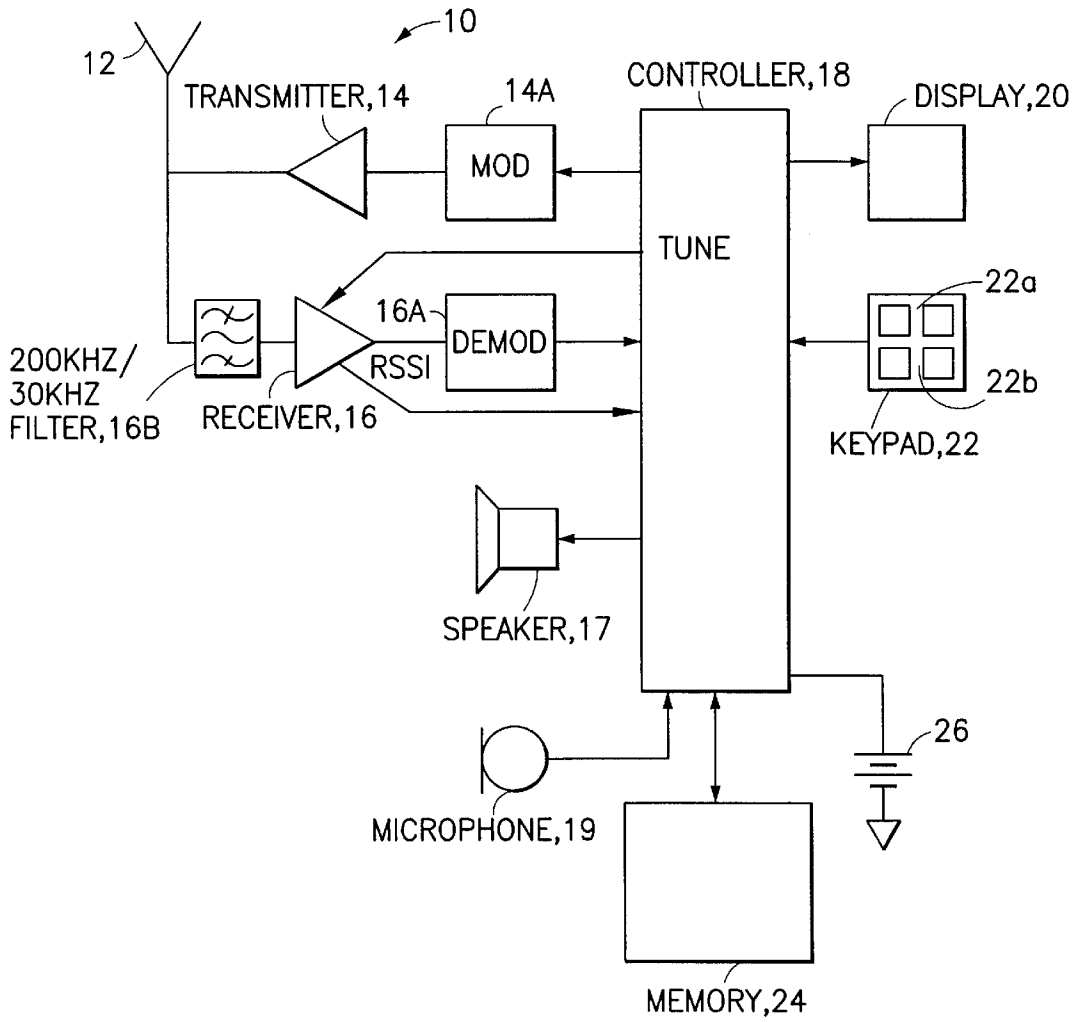 10
12
TRANSMITTER,14
14A
CONTROLLER,18
DISPLAY,20
MOD
TUNE
22a
16A
DEMOD
RSSI
200KHZ/
30KHZ
FILTER,16B
RECEIVER,16
22b
KEYPAD,22
SPEAKER,17
26
MICROPHONE,19
MEMORY,24